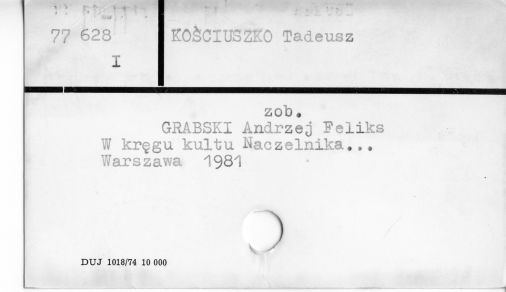 77 628
I
KOŚCIUSZKO Tadeusz
zob.
GRABSKI Andrzej Feliks
W kręgu kultu Naczelnika...
Warszawa 1981
DUJ 1018/74 10 000